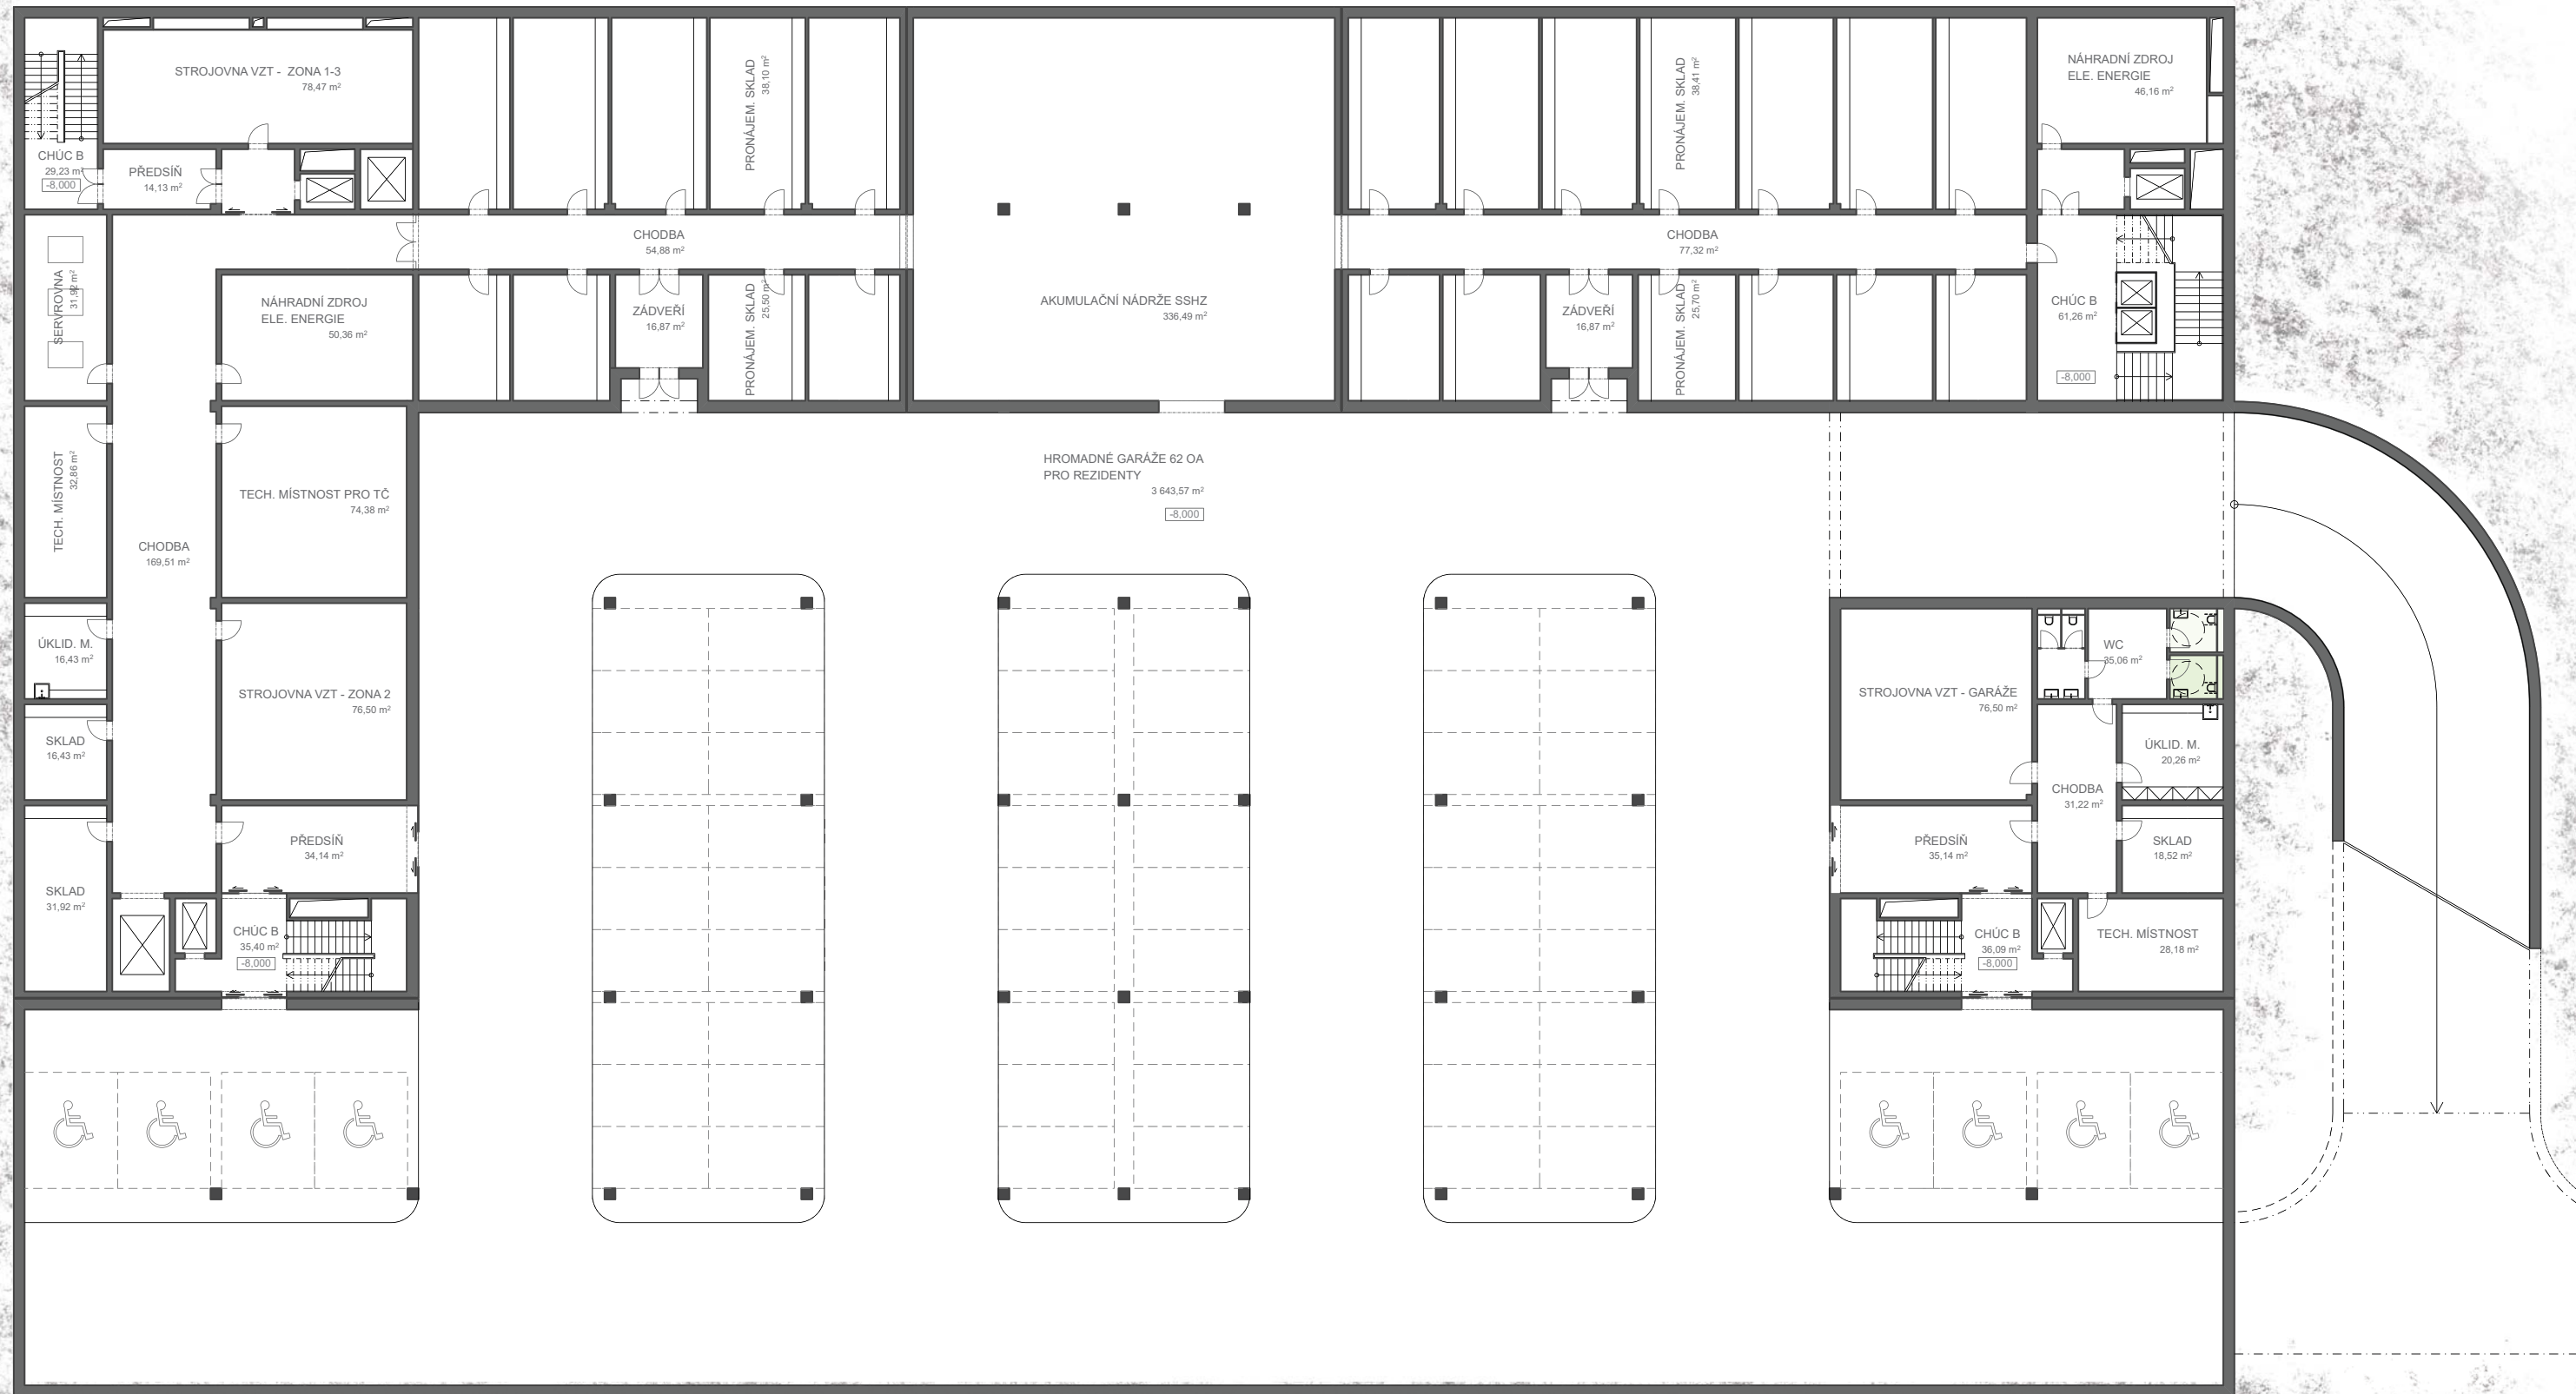 STROJOVNA VZT - ZONA 1-3
78,47 m²
CHÚC B
29,23 m²
-8,000
PŘEDSÍŇ
14,13 m²
PRONÁJEM. SKLAD
38,10 m²
PRONÁJEM. SKLAD
38,41 m²
NÁHRADNÍ ZDROJ
ELE. ENERGIE
46,16 m²
CHODBA
54,88 m²
CHODBA
77,32 m²
SERVROVNA
31,92 m²
NÁHRADNÍ ZDROJ
ELE. ENERGIE
50,36 m²
ZÁDVEŘÍ
16,87 m²
PRONÁJEM. SKLAD
25,50 m²
AKUMULAČNÍ NÁDRŽE SSHZ
336,49 m²
ZÁDVEŘÍ
16,87 m²
PRONÁJEM. SKLAD
25,70 m²
CHÚC B
61,26 m²
-8,000
HROMADNÉ GARÁŽE 62 OA
PRO REZIDENTY
3 643,57 m²
-8,000
TECH. MÍSTNOST
32,86 m²
TECH. MÍSTNOST PRO TČ
74,38 m²
CHODBA
169,51 m²
ÚKLID. M.
16,43 m²
STROJOVNA VZT - ZONA 2
76,50 m²
SKLAD
16,43 m²
PŘEDSÍŇ
34,14 m²
SKLAD
31,92 m²
CHÚC B
35,40 m²
-8,000
WC
35,06 m²
STROJOVNA VZT - GARÁŽE
76,50 m²
ÚKLID. M.
20,26 m²
CHODBA
31,22 m²
PŘEDSÍŇ
35,14 m²
SKLAD
18,52 m²
CHÚC B
36,09 m²
-8,000
TECH. MÍSTNOST
28,18 m²